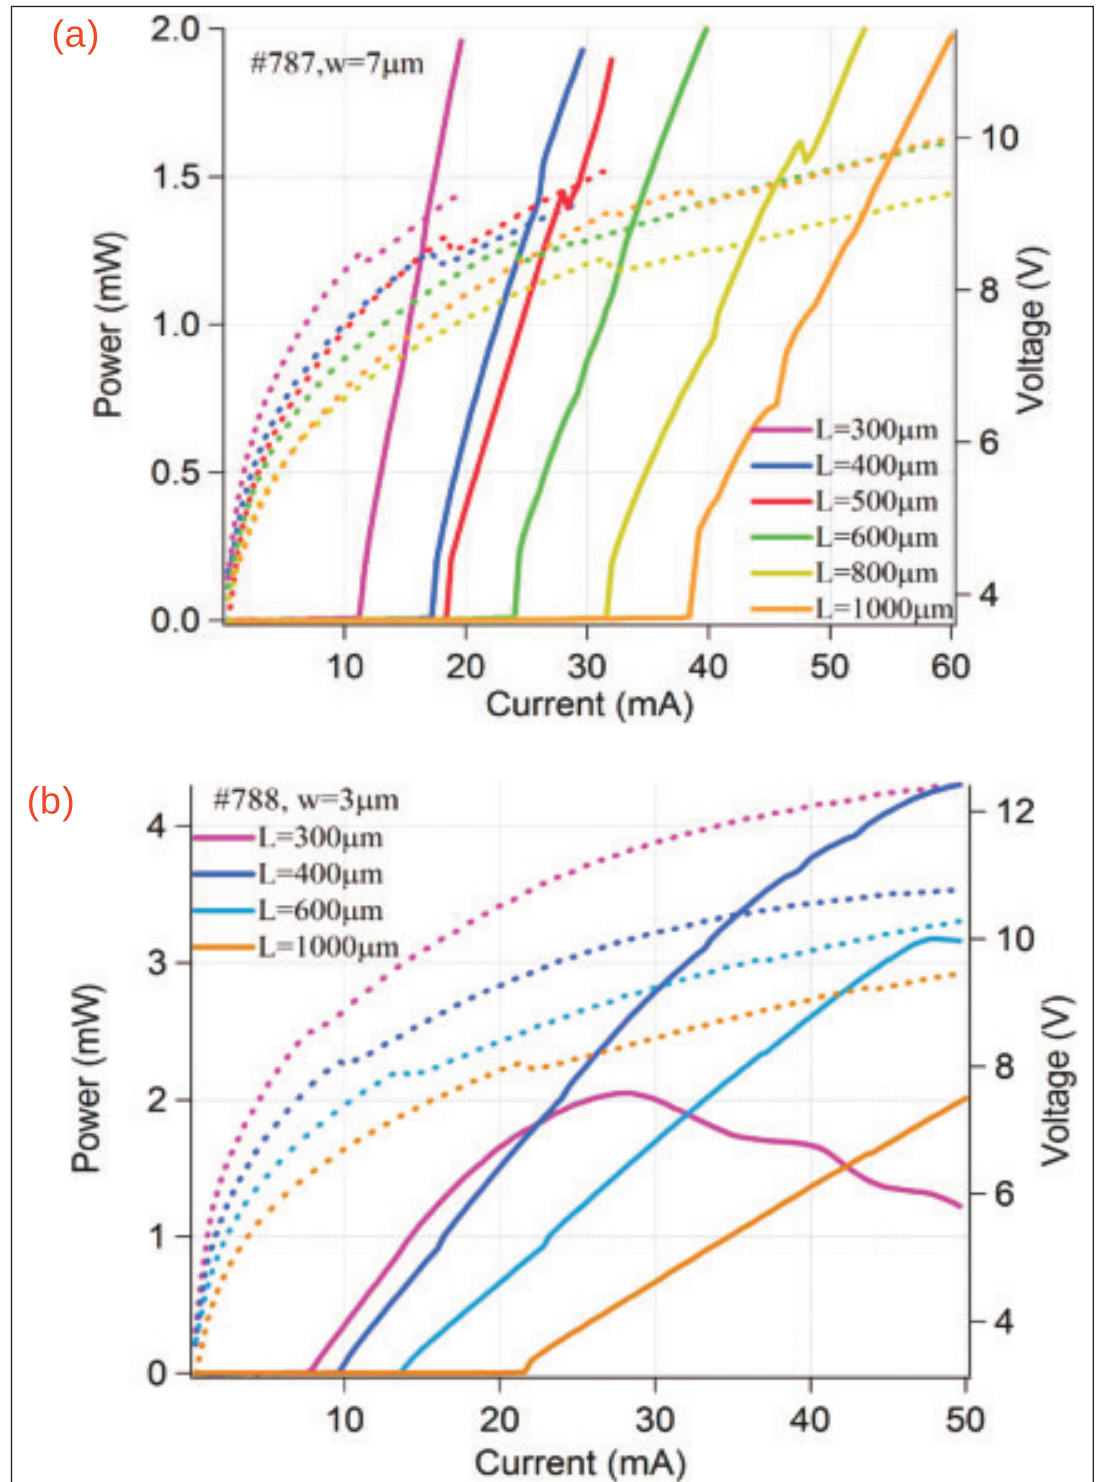 (a)
#787,w=7μm
2.0
1.5
1.0
0.5
0.0
Power (mW)
10
8
6
4
Voltage (V)
L=300μm
L=400μm
L=500μm
L=600μm
L=800μm
L=1000μm
10 20 30 40 50 60
Current (mA)
(b)
#788, w=3μm
L=300μm
L=400μm
L=600μm
L=1000μm
4
3
2
1
0
Power (mW)
12
10
8
6
4
Voltage (V)
10 20 30 40 50
Current (mA)